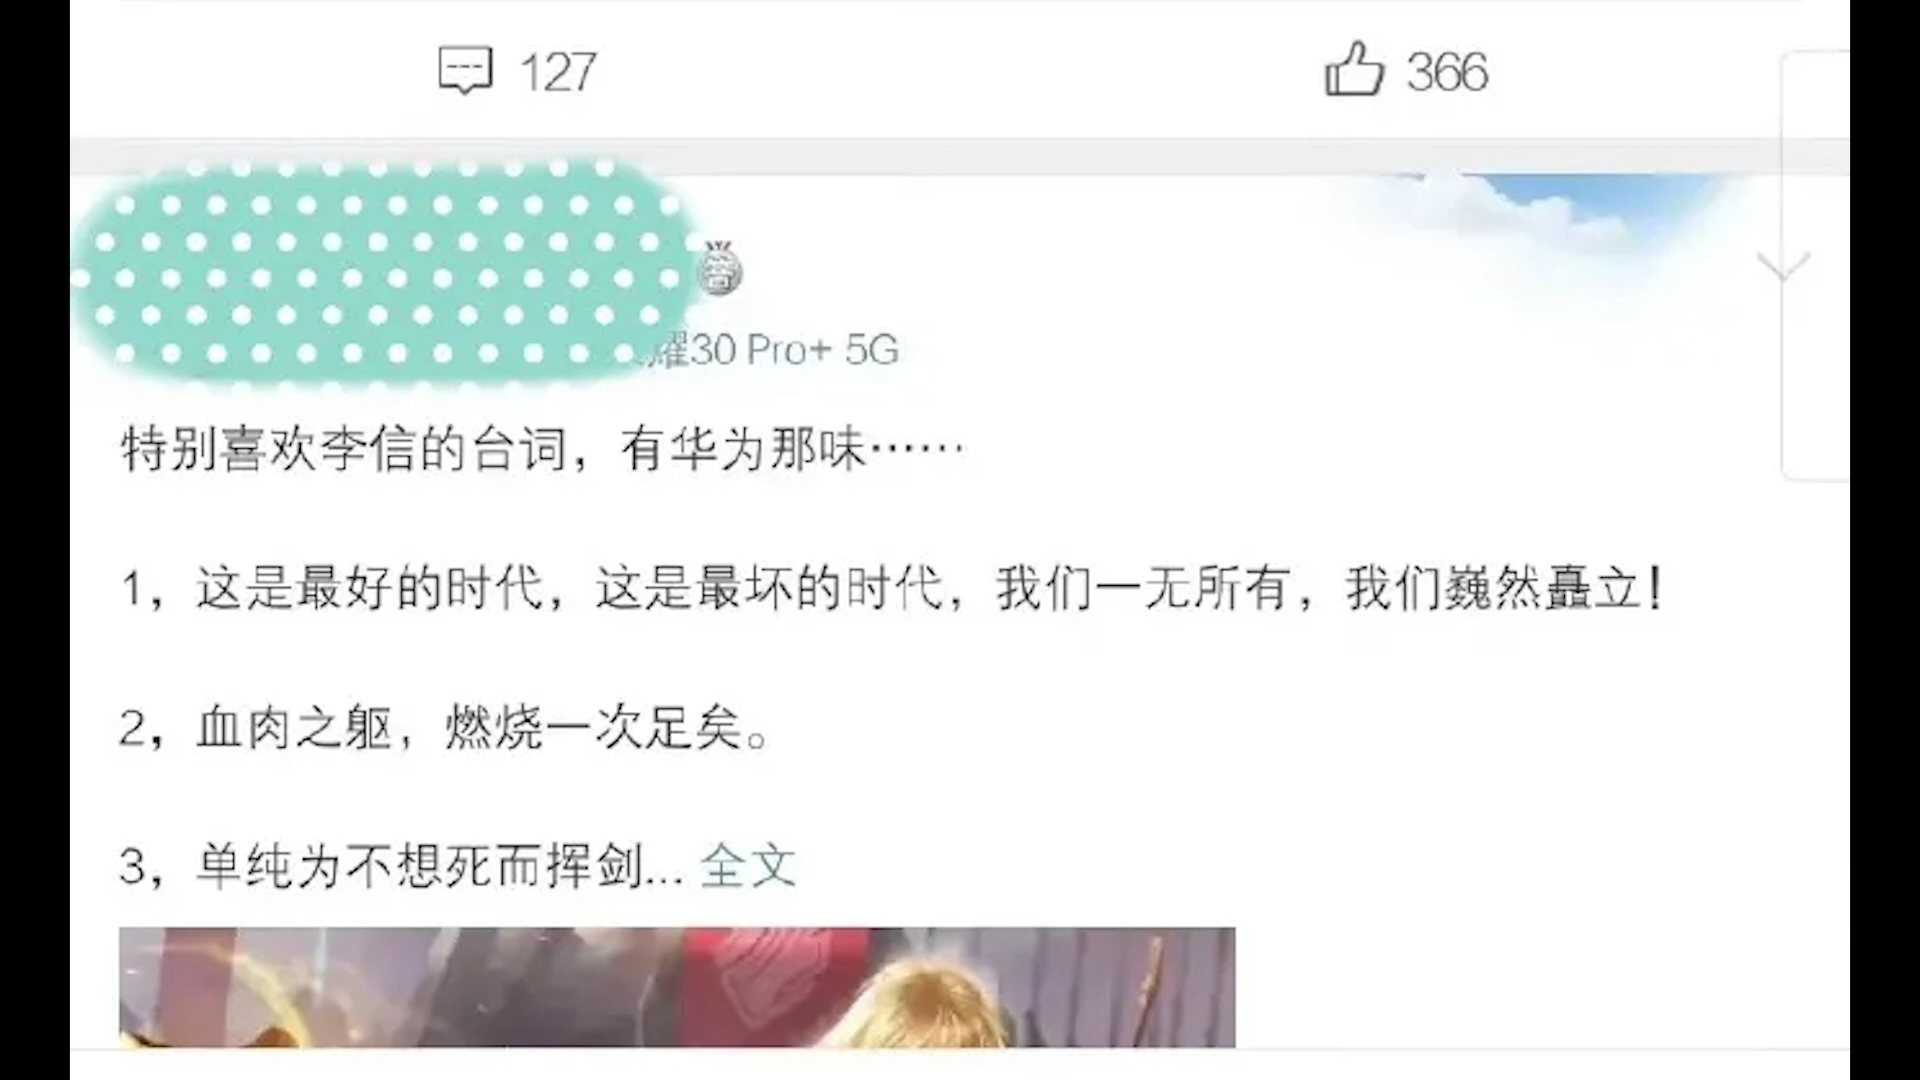 127
366
耀30 Pro+ 5G
特别喜欢李信的台词，有华为那味……
1，这是最好的时代，这是最坏的时代，我们一无所有，我们巍然矗立！
2，血肉之躯，燃烧一次足矣。
3，单纯为不想死而挥剑... 全文